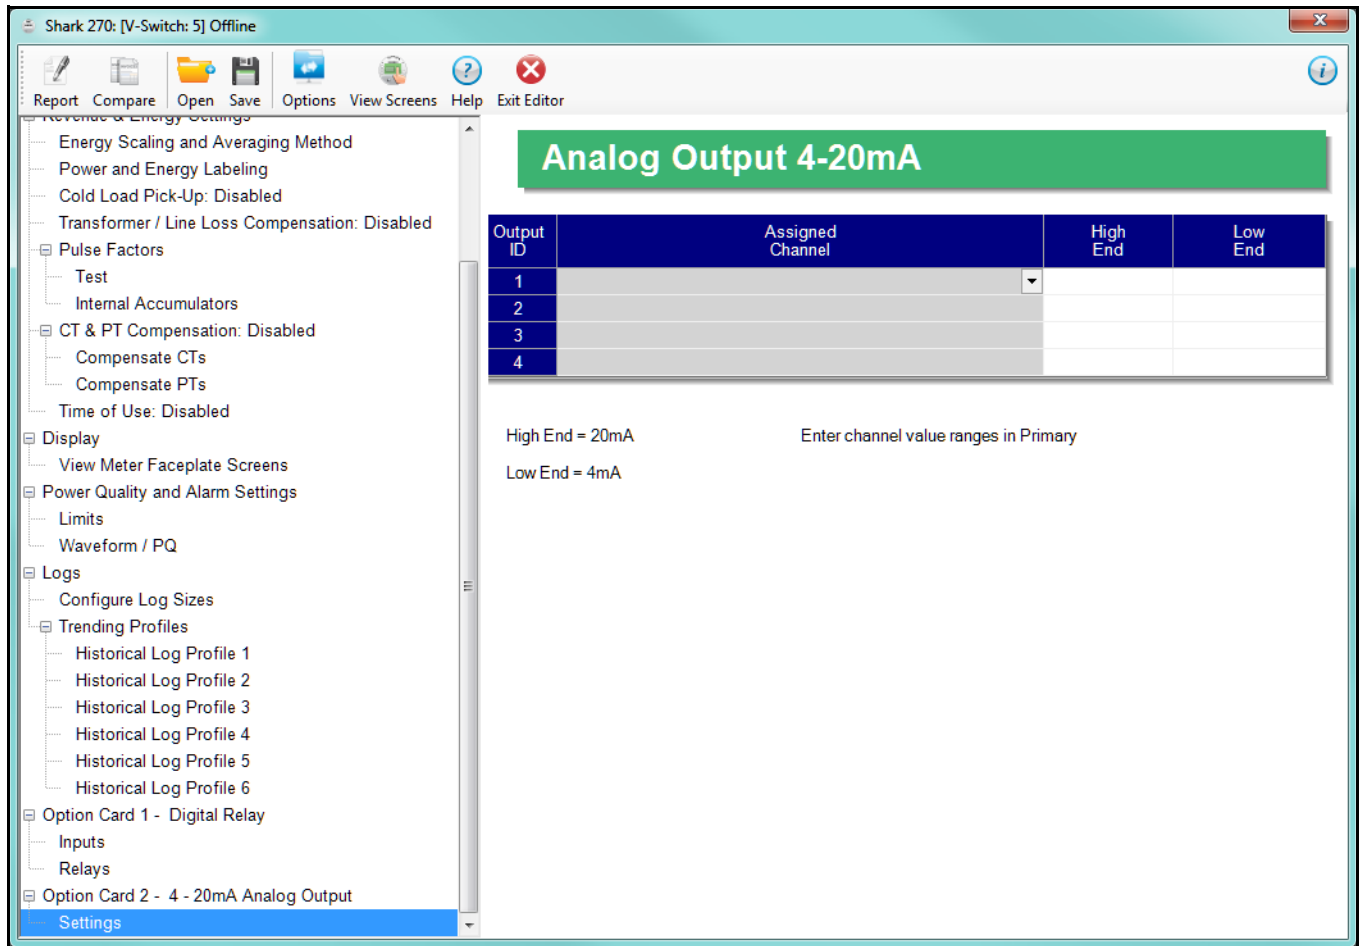 Shark 270: [V-Switch: 5] Offline
Report Compare Open Save Options View Screens Help Exit Editor
Revenue & Energy Settings
Energy Scaling and Averaging Method
Power and Energy Labeling
Cold Load Pick-Up: Disabled
Transformer / Line Loss Compensation: Disabled
Pulse Factors
Test
Internal Accumulators
CT & PT Compensation: Disabled
Compensate CTs
Compensate PTs
Time of Use: Disabled
Display
View Meter Faceplate Screens
Power Quality and Alarm Settings
Limits
Waveform / PQ
Logs
Configure Log Sizes
Trending Profiles
Historical Log Profile 1
Historical Log Profile 2
Historical Log Profile 3
Historical Log Profile 4
Historical Log Profile 5
Historical Log Profile 6
Option Card 1 - Digital Relay
Inputs
Relays
Option Card 2 - 4 - 20mA Analog Output
Settings
Analog Output 4-20mA
Output ID
Assigned Channel
High End
Low End
1
2
3
4
High End = 20mA
Enter channel value ranges in Primary
Low End = 4mA